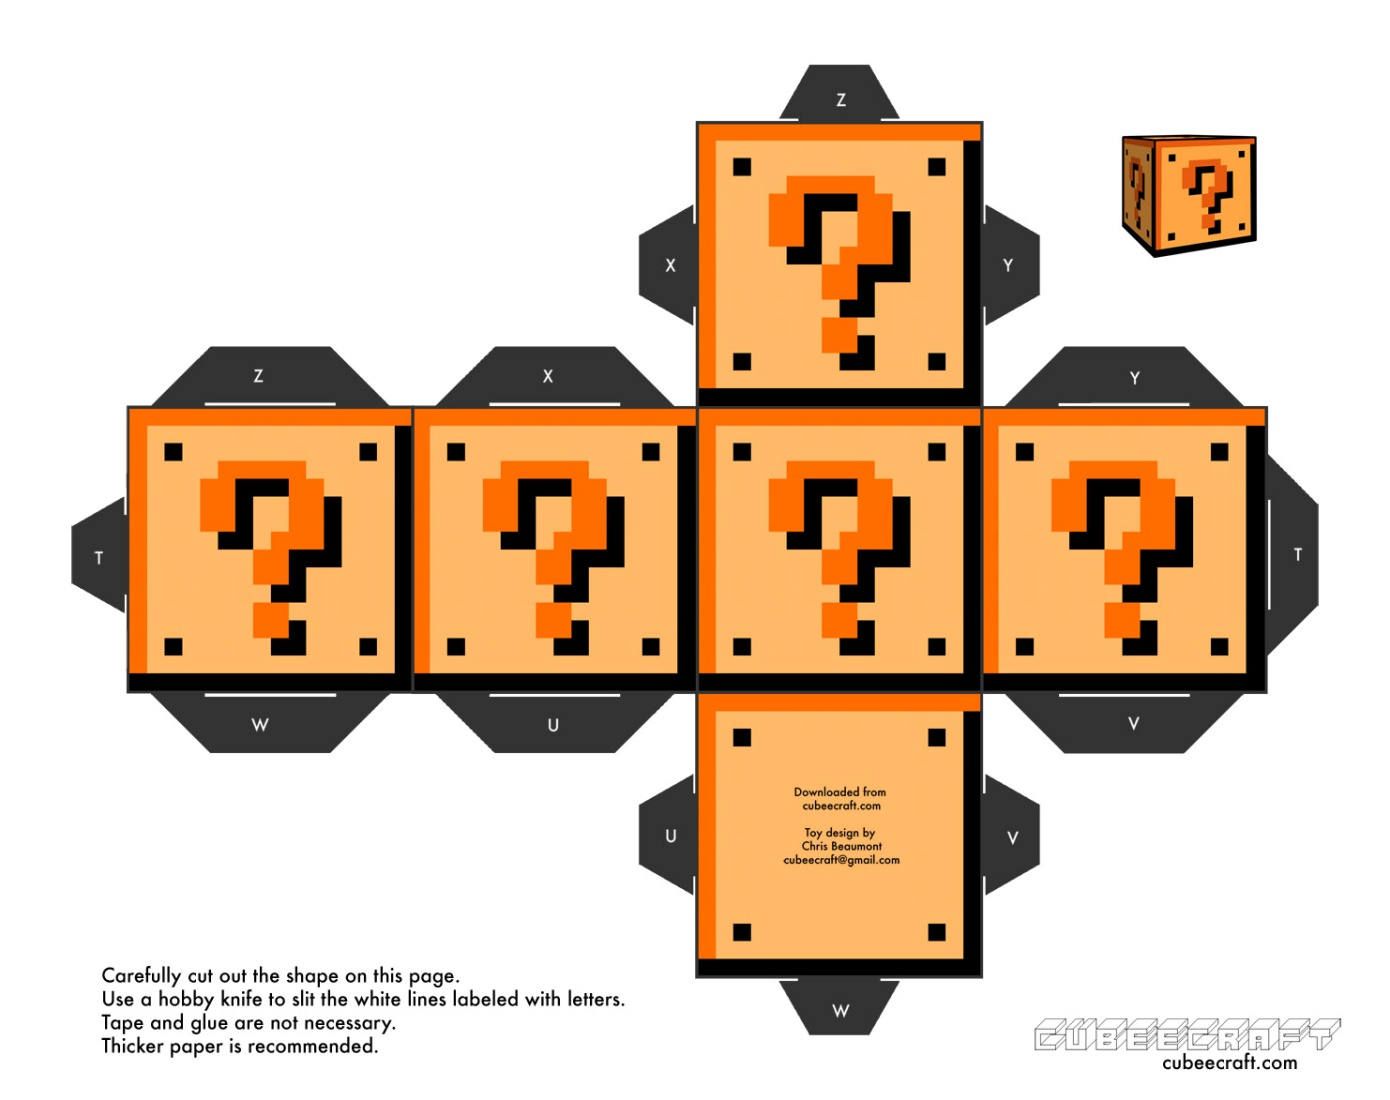 Z
X
Y
Z
X
Y
?
?
?
?
?
?
?
T
T
W
U
V
Downloaded from
cubeecraft.com
Toy design by
Chris Beaumont
cubeecraft@gmail.com
U
V
W
Carefully cut out the shape on this page.
Use a hobby knife to slit the white lines labeled with letters.
Tape and glue are not necessary.
Thicker paper is recommended.
CUBEECRAFT
cubeecraft.com